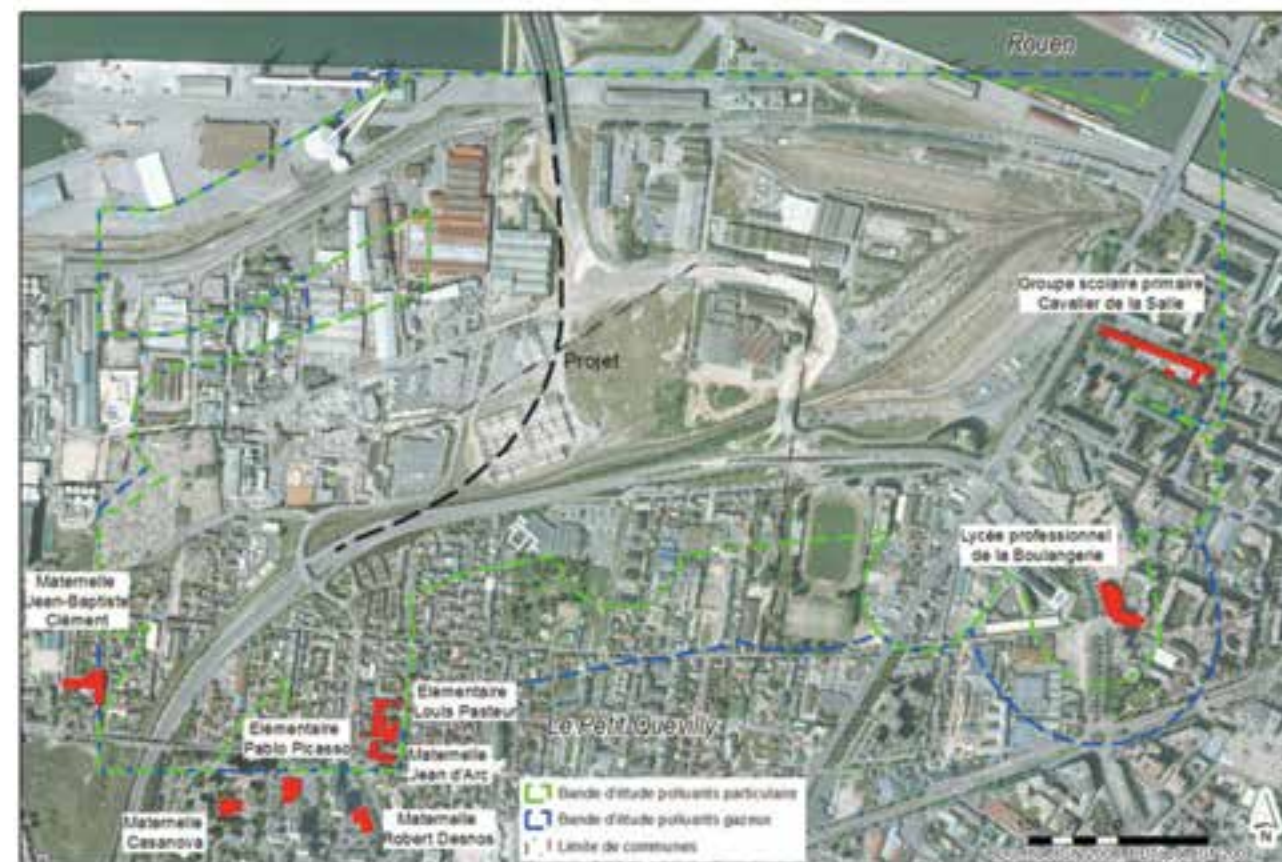 Rouen
Groupe scolaire primaire
Cavalier de la Salle
Projet
Lycée professionnel
de la Boulangerie
Maternelle
Jean-Baptiste
Clément
Elementaire
Louis Pasteur
Elementaire
Pablo Picasso
Le Petit Quevilly
Maternelle
Jean d'Arc
Maternelle
Casanova
Maternelle
Robert Desnos
Bande d'étude polluants particulaire
Bande d'étude polluants gazeux
Limite de communes
N